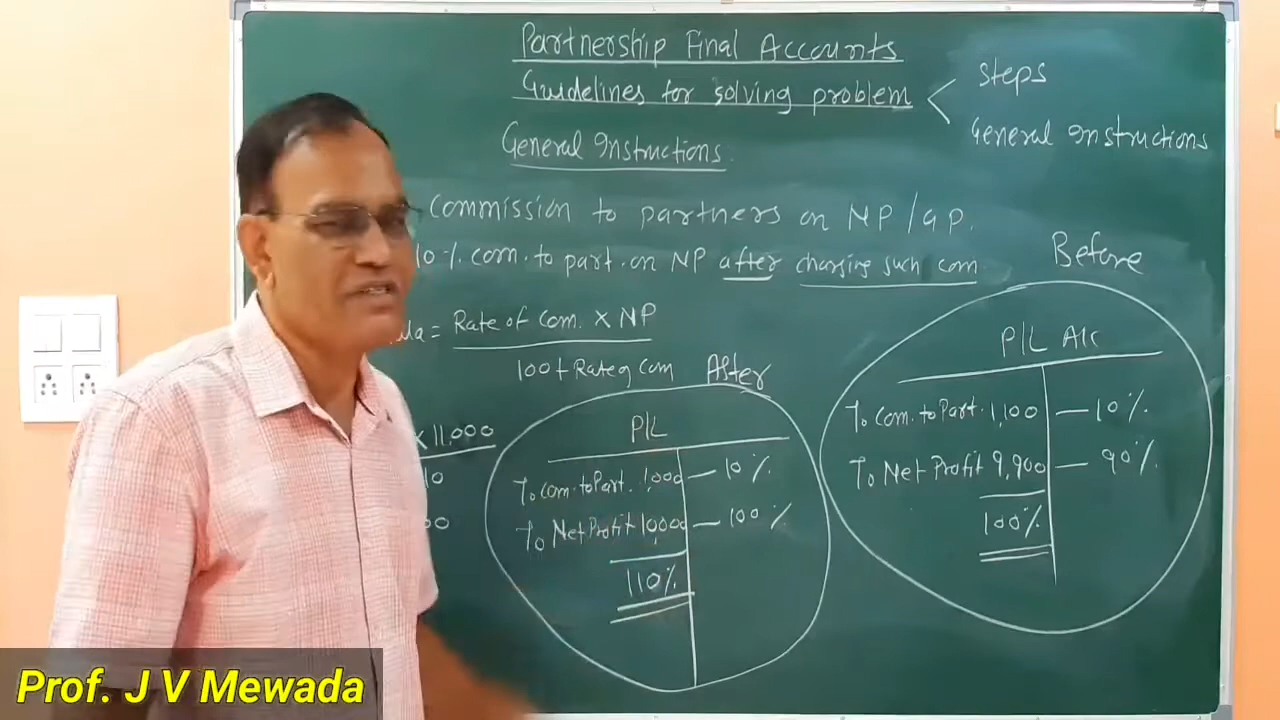 Partnership Final Accounts
Guidelines for solving problem
Steps
General Instructions
General Instructions.
Commission to partners on NP/GP.
10% com. to part. on NP after charging such com
= Rate of Com. X NP
100+ Rate of Com
x 11,000
10
00
After
P/L
To Com. to Part. 1,000 — 10%
To Net Profit 10,000 — 100%
110%
Before
P/L A/c
To Com. to Part. 1,100 — 10%
To Net Profit 9,900 — 90%.
100%
Prof. J V Mewada